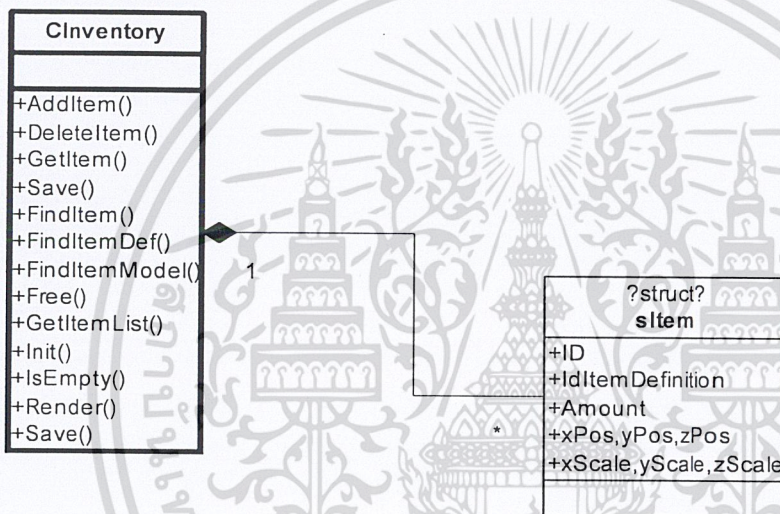 CInventory
+AddItem()
+DeleteItem()
+GetItem()
+Save()
+FindItem()
+FindItemDef()
+FindItemModel()
+Free()
+GetItemList()
+Init()
+IsEmpty()
+Render()
+Save()
1
*
?struct?
sItem
+ID
+IdItemDefinition
+Amount
+xPos,yPos,zPos
+xScale,yScale,zScale